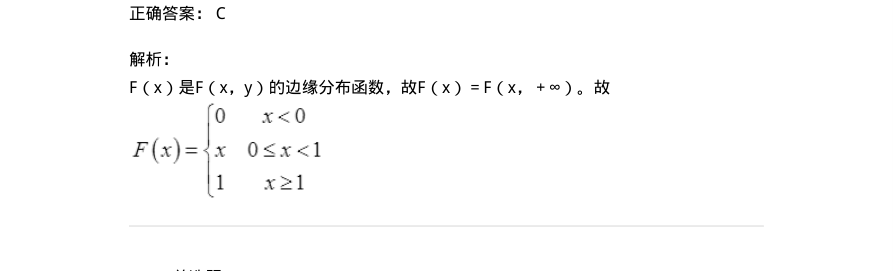 正确答案： C
解析：
F（x）是F（x，y）的边缘分布函数，故F（x）=F（x，+∞）。故
0 x<0
F(x)= x 0≤x<1
1 x≥1